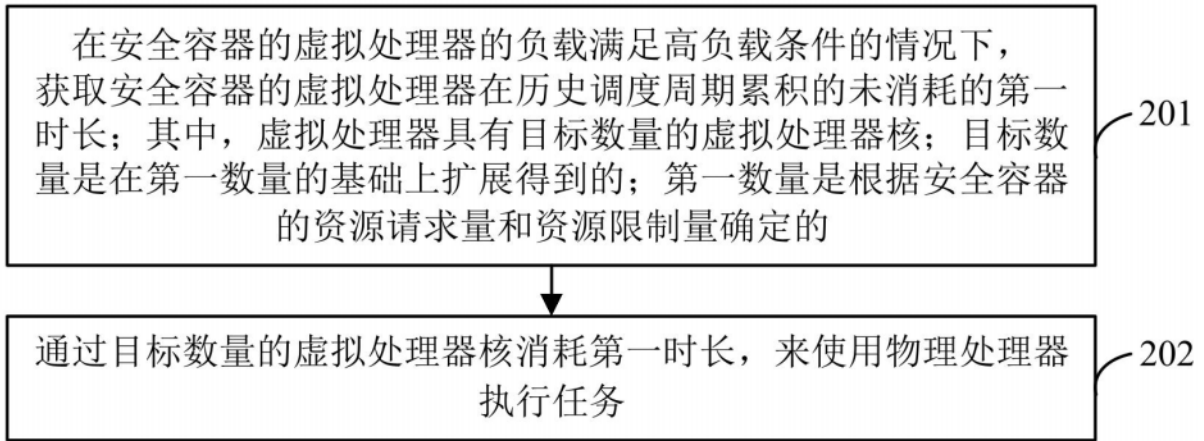 在安全容器的虚拟处理器的负载满足高负载条件的情况下，
获取安全容器的虚拟处理器在历史调度周期累积的未消耗的第一
时长；其中，虚拟处理器具有目标数量的虚拟处理器核；目标数
量是在第一数量的基础上扩展得到的；第一数量是根据安全容器
的资源请求量和资源限制量确定的
201
通过目标数量的虚拟处理器核消耗第一时长，来使用物理处理器
执行任务
202